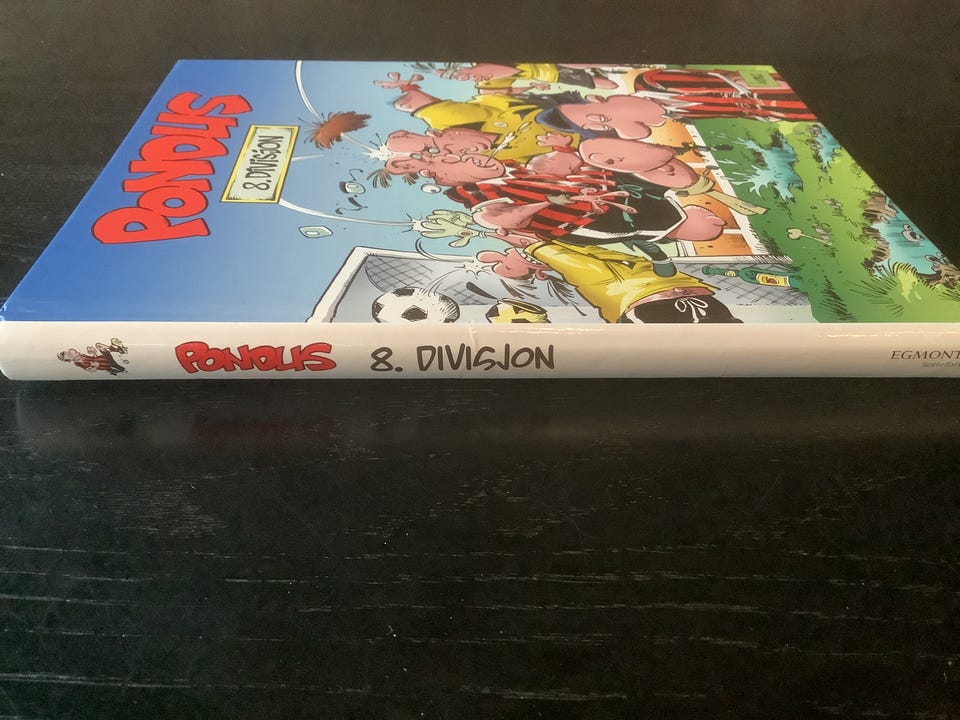 PONDUS
8. DIVISJON
PONDUS 8. DIVISJON
EGMONT